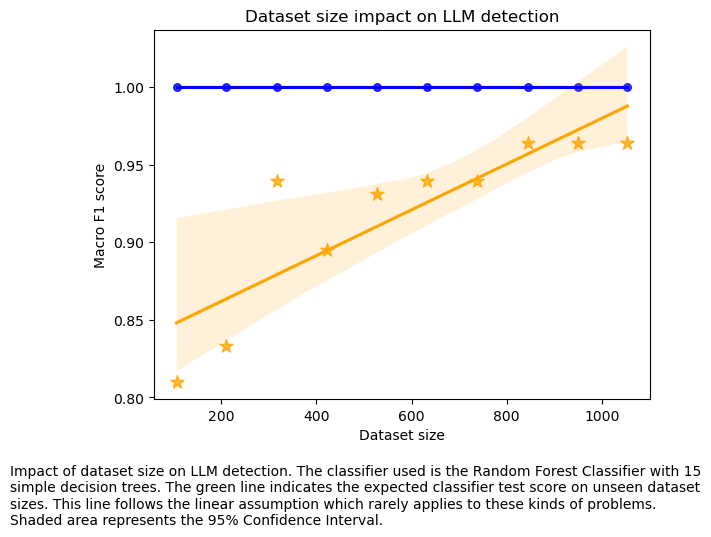 Dataset size impact on LLM detection
1.00
0.95
0.90
0.85
0.80
Macro F1 score
200
400
600
800
1000
Dataset size
Impact of dataset size on LLM detection. The classifier used is the Random Forest Classifier with 15
simple decision trees. The green line indicates the expected classifier test score on unseen dataset
sizes. This line follows the linear assumption which rarely applies to these kinds of problems.
Shaded area represents the 95% Confidence Interval.